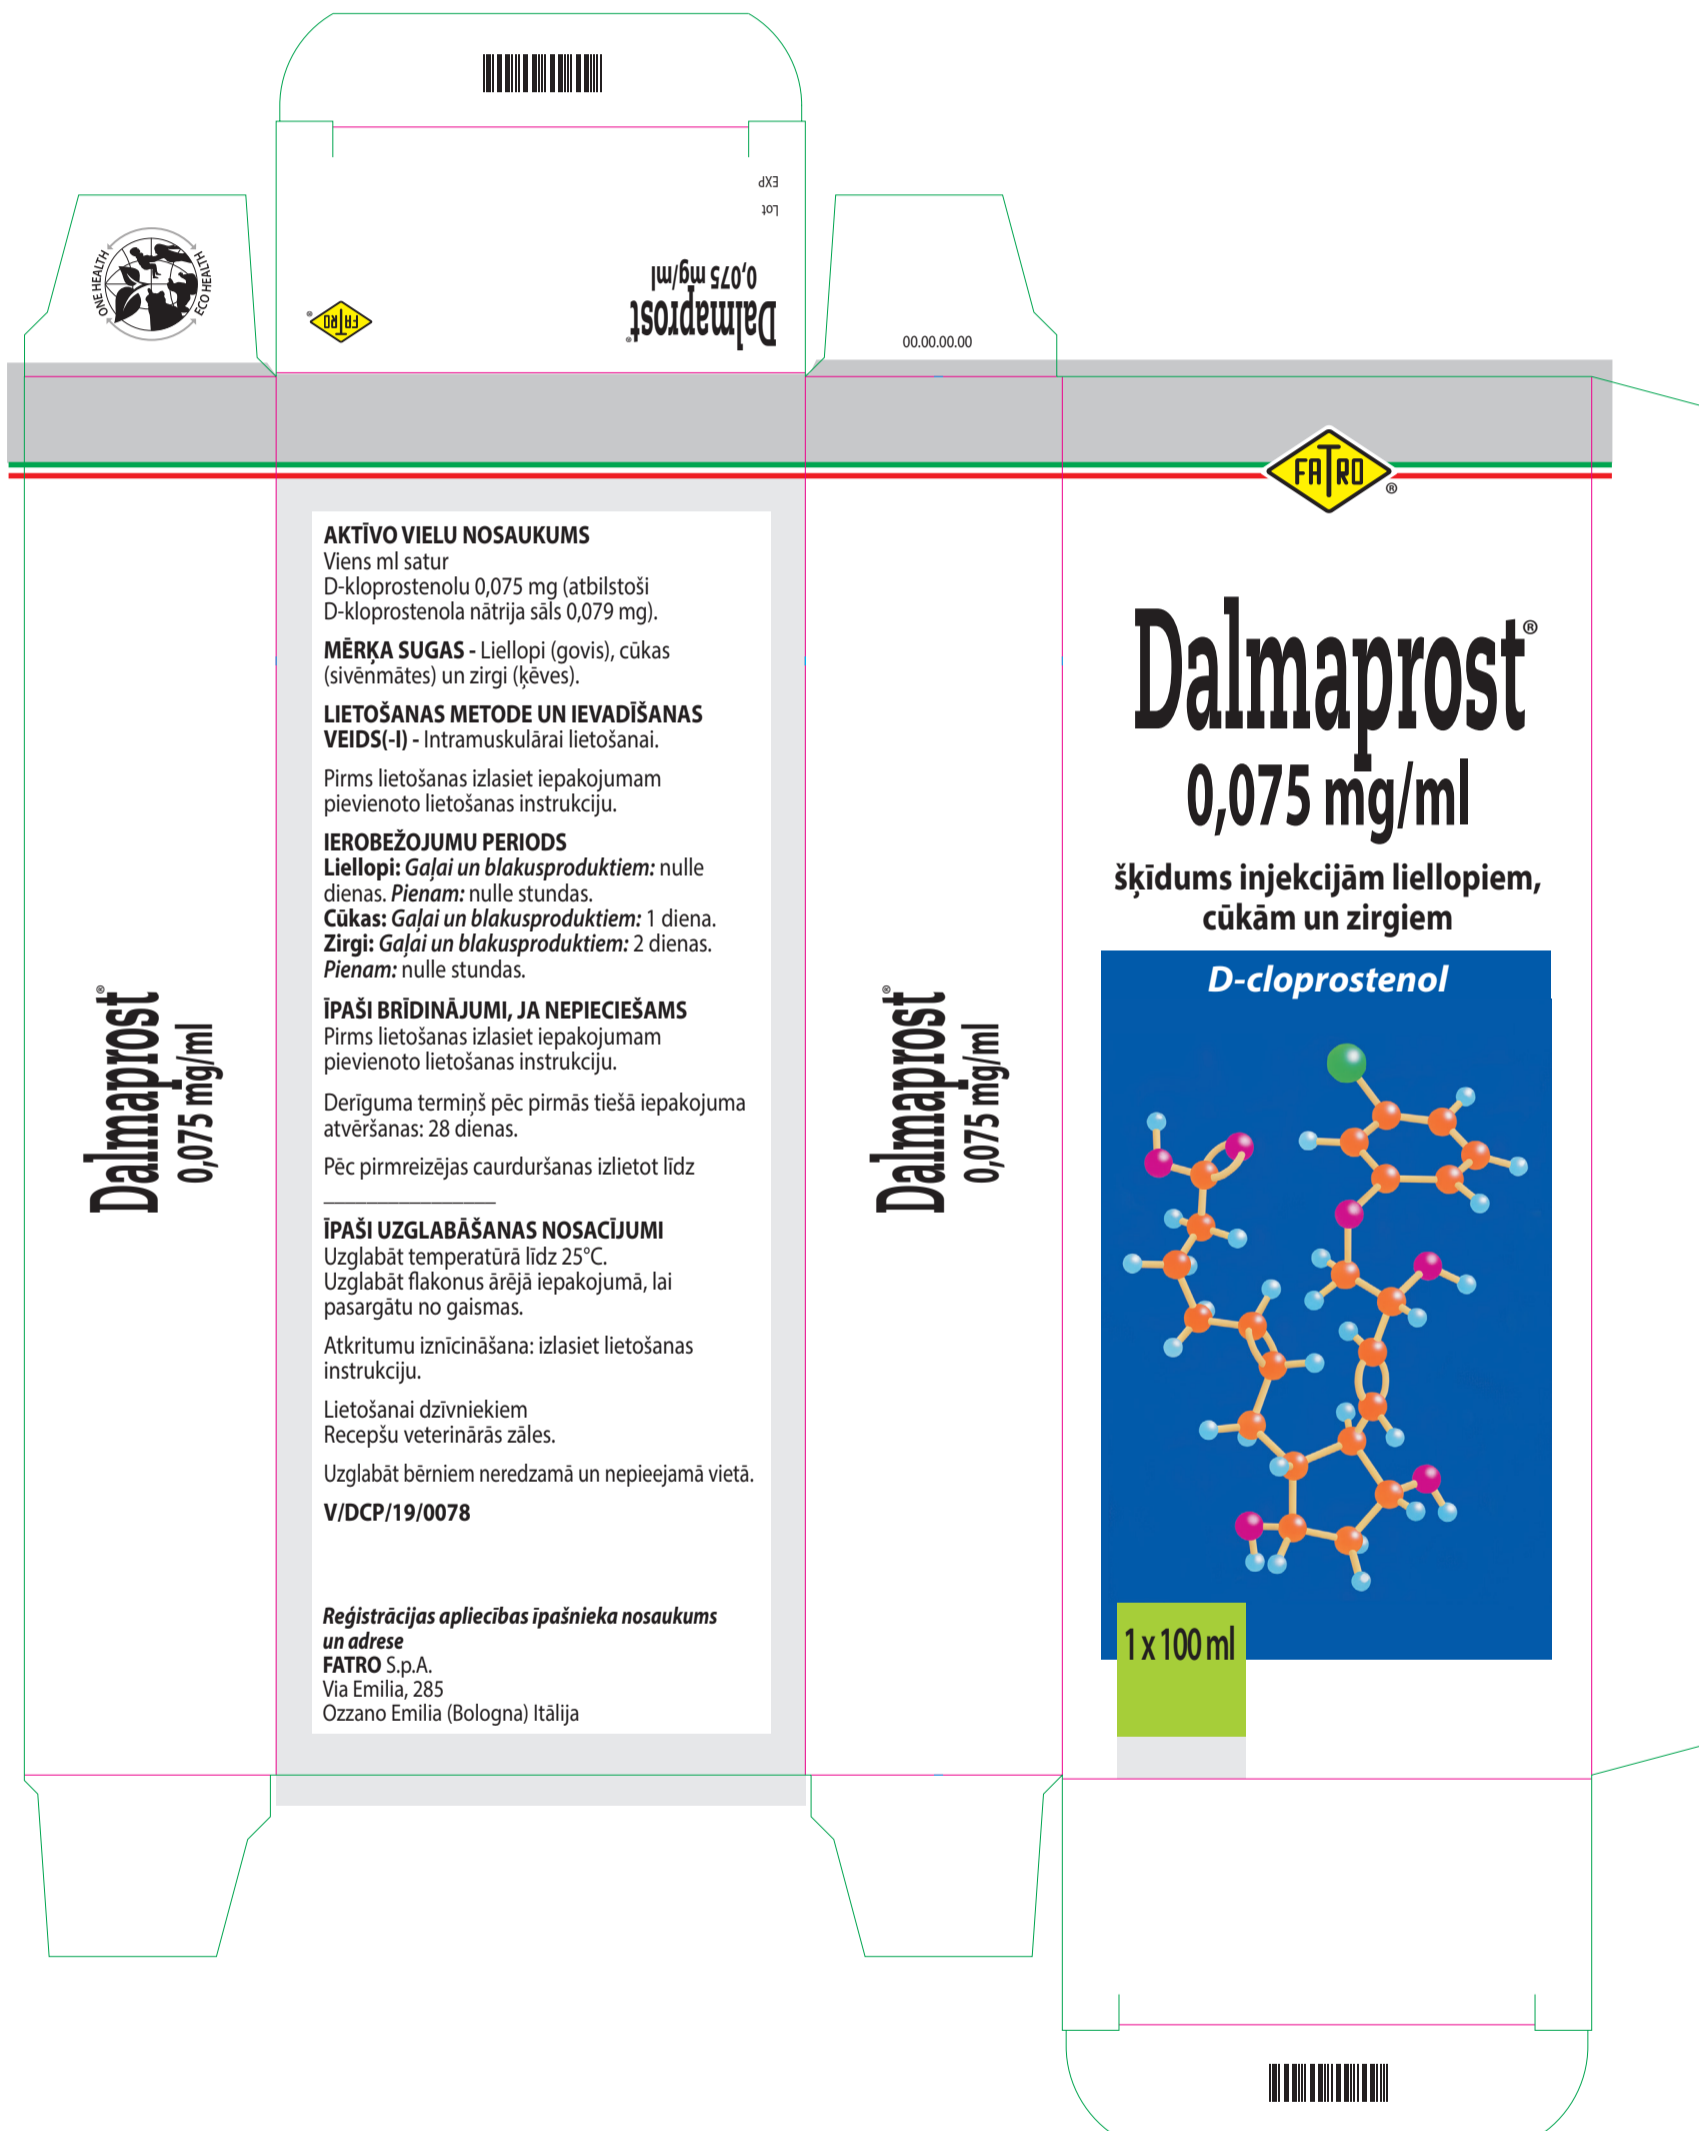 ONE HEALTH
ECO HEALTH
EXP
Lot
Dalmaprost®
0,075 mg/ml
FATRO®
00.00.00.00
FATRO®
Dalmaprost®
0,075 mg/ml
AKTĪVO VIELU NOSAUKUMS
Viens ml satur
D-kloprostenolu 0,075 mg (atbilstoši
D-kloprostenola nātrija sāls 0,079 mg).
MĒRĶA SUGAS - Liellopi (govis), cūkas
(sivēnmātes) un zirgi (ķēves).
LIETOŠANAS METODE UN IEVADĪŠANAS
VEIDS(-I) - Intramuskulārai lietošanai.
Pirms lietošanas izlasiet iepakojumam
pievienoto lietošanas instrukciju.
IEROBEŽOJUMU PERIODS
Liellopi: Gaļai un blakusproduktiem: nulle
dienas. Pienam: nulle stundas.
Cūkas: Gaļai un blakusproduktiem: 1 diena.
Zirgi: Gaļai un blakusproduktiem: 2 dienas.
Pienam: nulle stundas.
ĪPAŠI BRĪDINĀJUMI, JA NEPIECIEŠAMS
Pirms lietošanas izlasiet iepakojumam
pievienoto lietošanas instrukciju.
Derīguma termiņš pēc pirmās tiešā iepakojuma
atvēršanas: 28 dienas.
Pēc pirmreizējas caurduršanas izlietot līdz
________________
ĪPAŠI UZGLABĀŠANAS NOSACĪJUMI
Uzglabāt temperatūrā līdz 25°C.
Uzglabāt flakonus ārējā iepakojumā, lai
pasargātu no gaismas.
Atkritumu iznīcināšana: izlasiet lietošanas
instrukciju.
Lietošanai dzīvniekiem
Recepšu veterinārās zāles.
Uzglabāt bērniem neredzamā un nepieejamā vietā.
V/DCP/19/0078
Reģistrācijas apliecības īpašnieka nosaukums
un adrese
FATRO S.p.A.
Via Emilia, 285
Ozzano Emilia (Bologna) Itālija
Dalmaprost®
0,075 mg/ml
Dalmaprost®
0,075 mg/ml
šķīdums injekcijām liellopiem,
cūkām un zirgiem
D-cloprostenol
1 x 100 ml